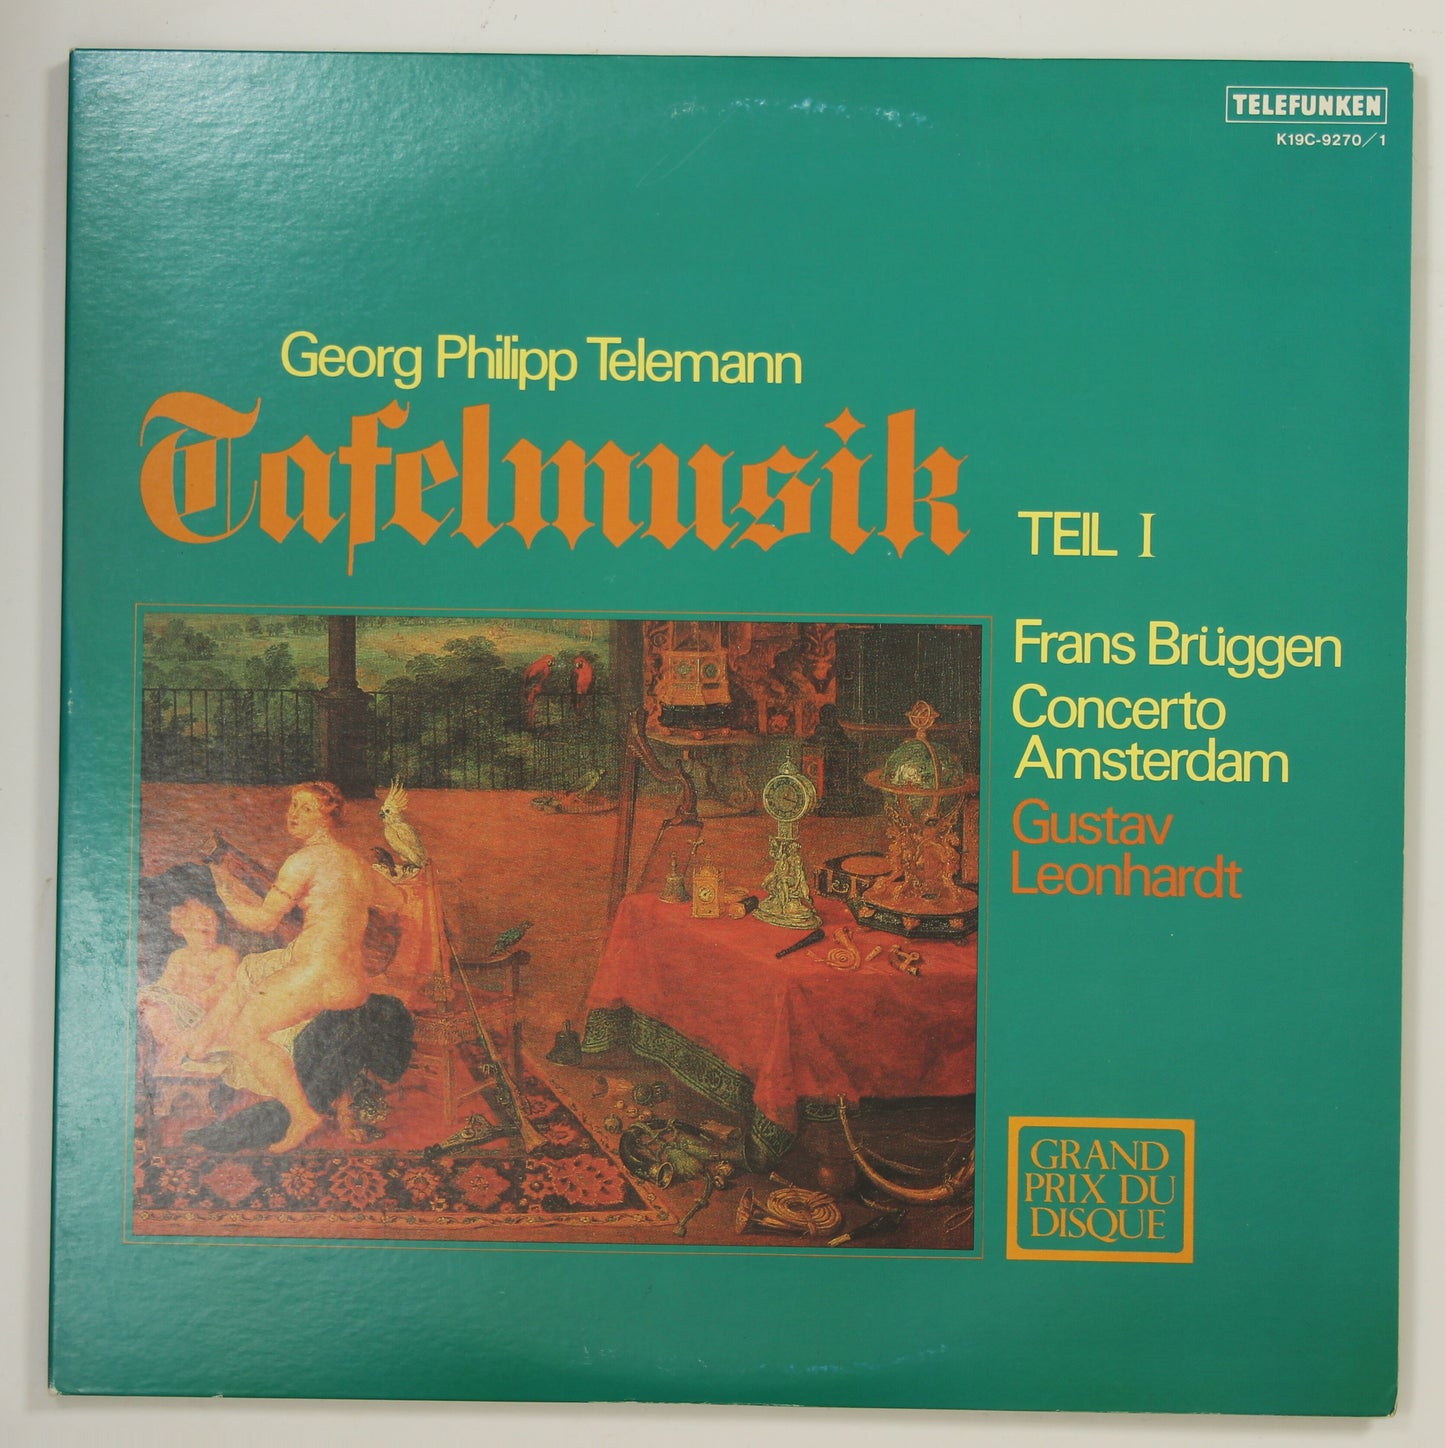 TELEFUNKEN
K19C-9270/1
Georg Philipp Telemann
Tafelmusik
TEIL I
Frans Brüggen
Concerto
Amsterdam
Gustav
Leonhardt
GRAND
PRIX DU
DISQUE